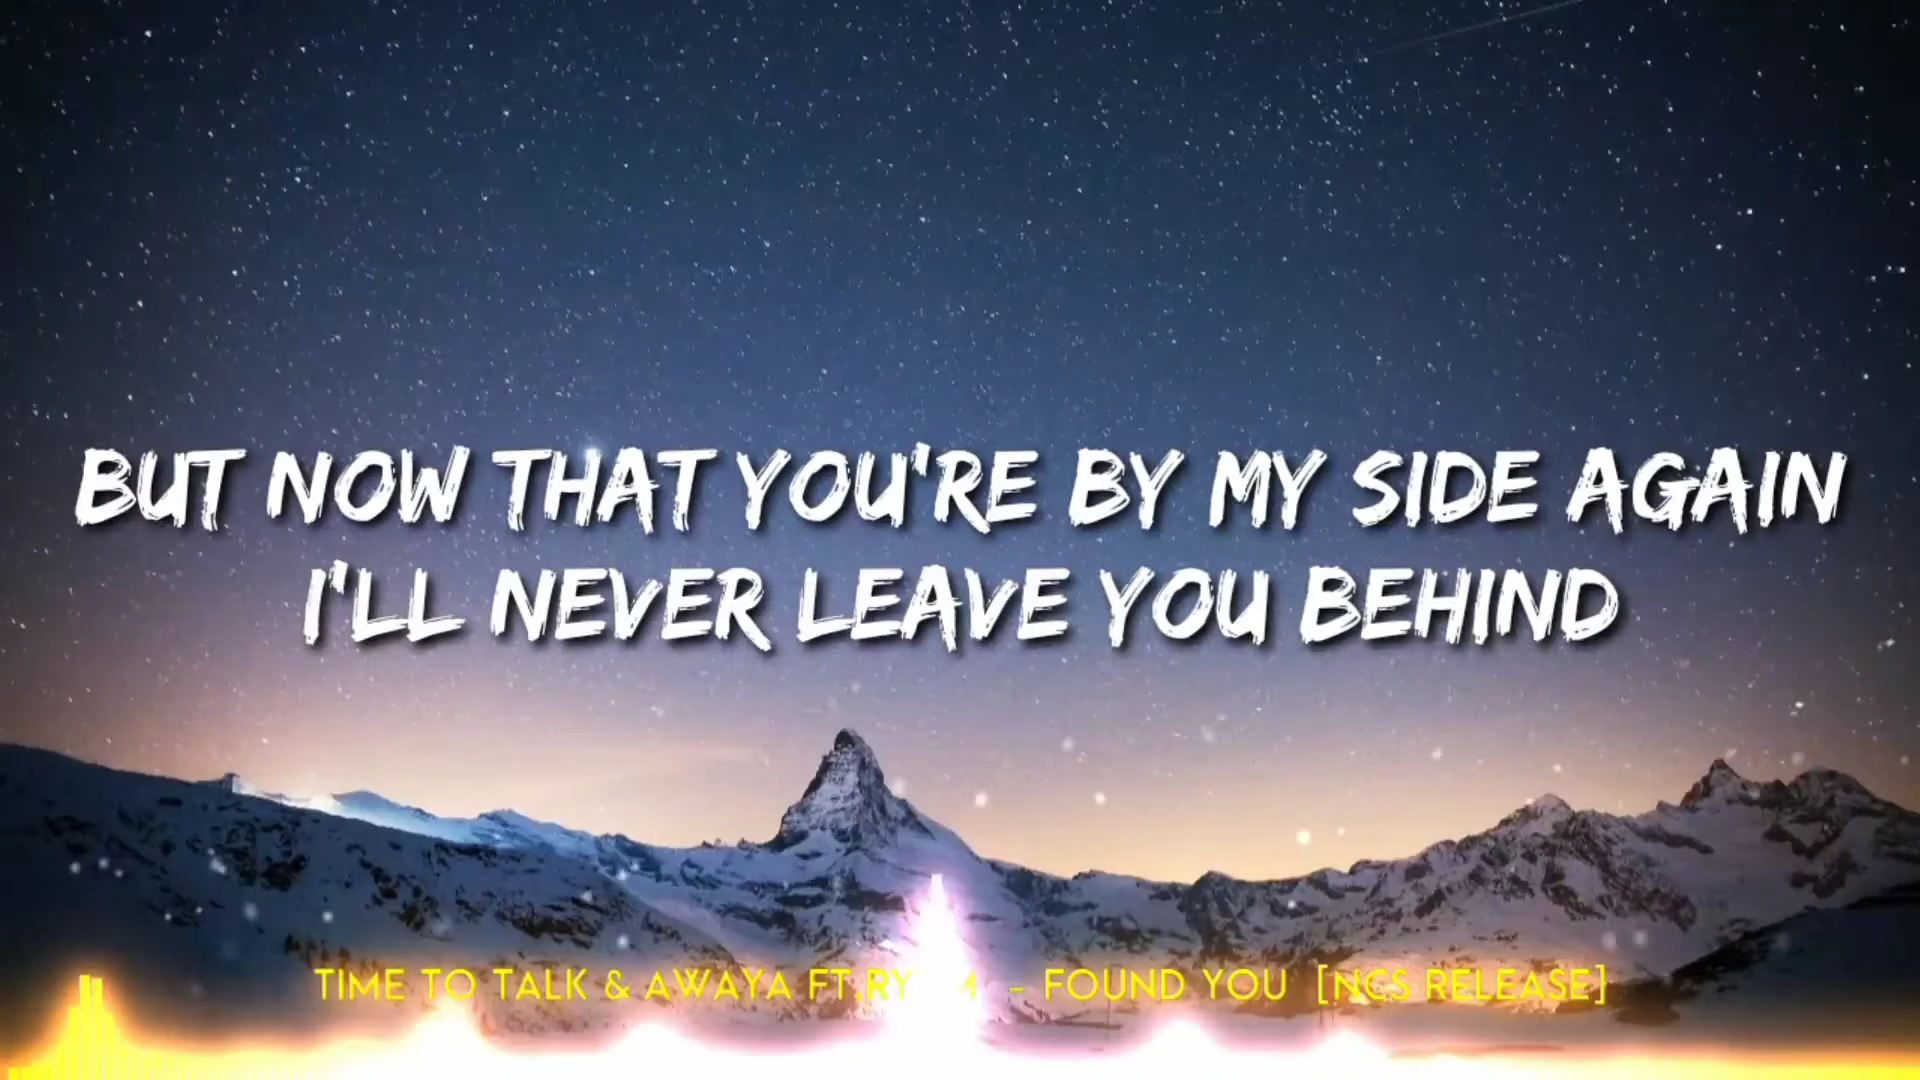 BUT NOW THAT YOU'RE BY MY SIDE AGAIN
I'LL NEVER LEAVE YOU BEHIND
TIME TO TALK & AWAYA FT. - FOUND YOU [NCS RELEASE]